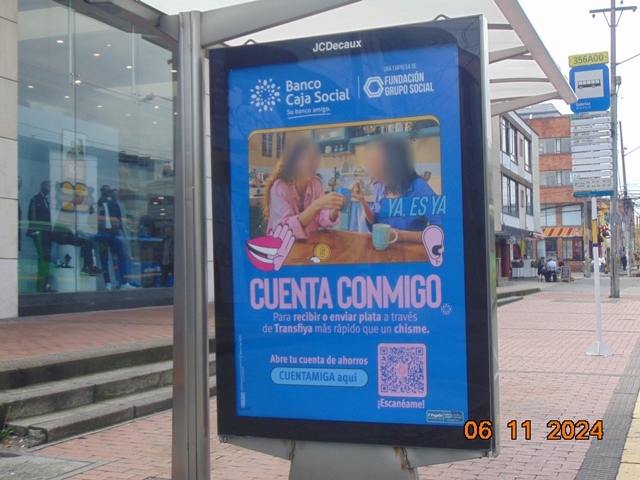 JCDecaux
Banco
Caja Social
Su banco amigo.
UNA EMPRESA DE
FUNDACIÓN
GRUPO SOCIAL
YA, ES YA
CUENTA CONMIGO
Para recibir o enviar plata a través
de Transfiya más rápido que un chisme.
Abre tu cuenta de ahorros
CUENTAMIGA aquí
¡Escanéame!
356A00
06 11 2024